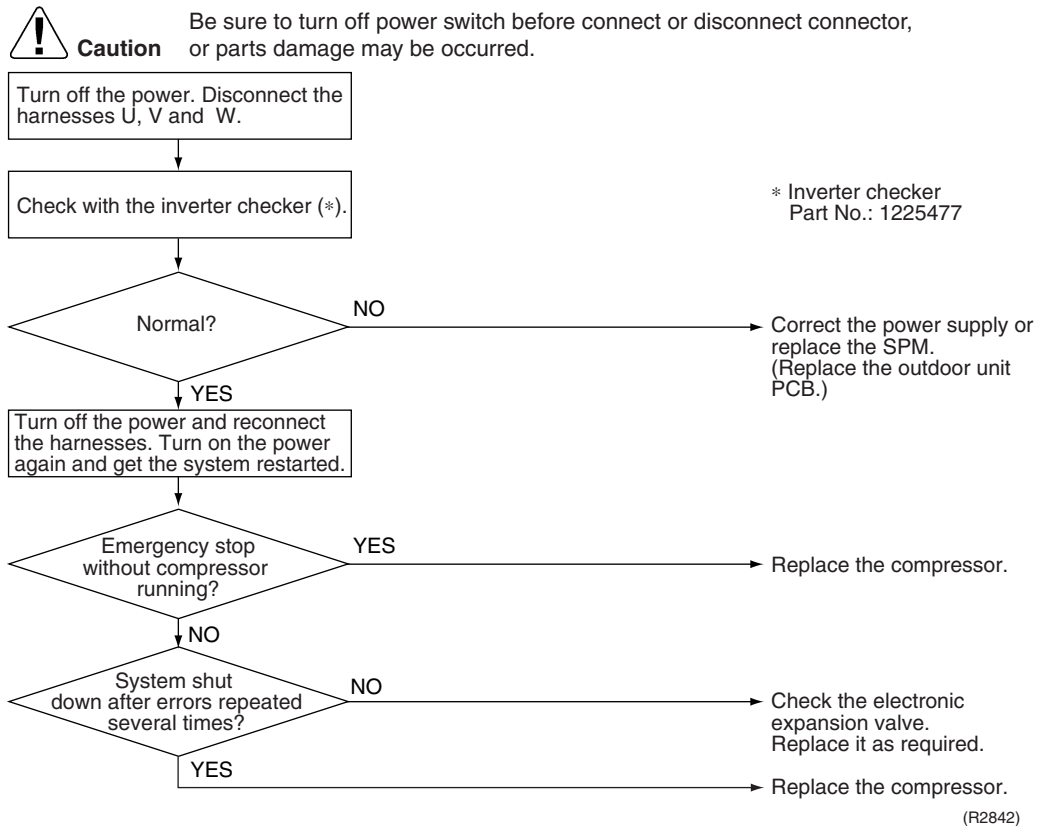 Be sure to turn off power switch before connect or disconnect connector,
Caution or parts damage may be occurred.
Turn off the power. Disconnect the
harnesses U, V and W.
Check with the inverter checker (*).
* Inverter checker
Part No.: 1225477
Normal?
NO
Correct the power supply or
replace the SPM.
(Replace the outdoor unit
PCB.)
YES
Turn off the power and reconnect
the harnesses. Turn on the power
again and get the system restarted.
Emergency stop
without compressor
running?
YES
Replace the compressor.
NO
System shut
down after errors repeated
several times?
NO
Check the electronic
expansion valve.
Replace it as required.
YES
Replace the compressor.
(R2842)